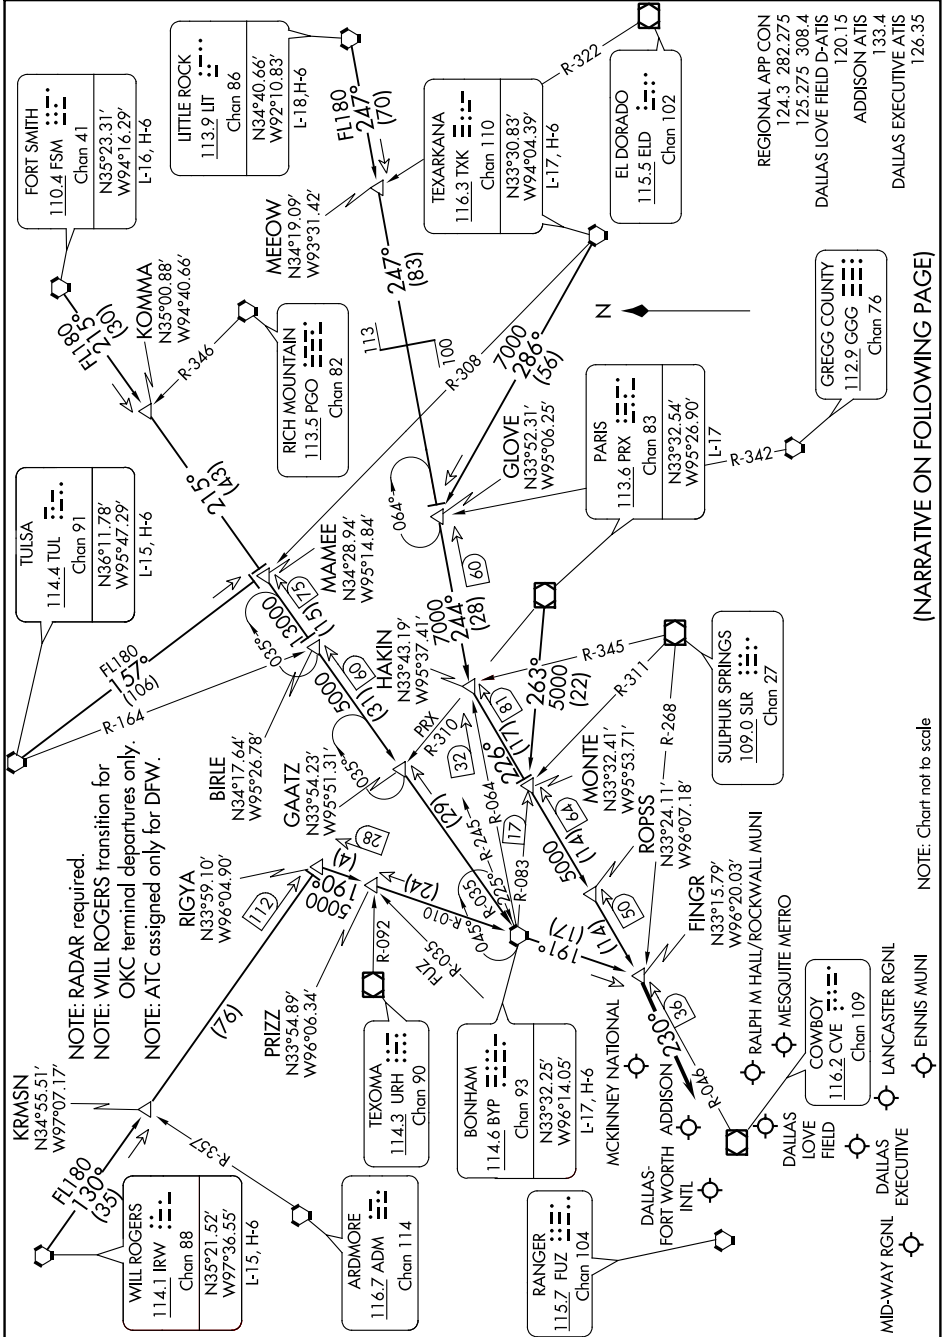 REGIONAL APP CON
124.3 282.275
125.275 308.4
DALLAS LOVE FIELD D-ATIS
120.15
ADDISON ATIS
133.4
DALLAS EXECUTIVE ATIS
126.35
LITTLE ROCK
113.9 LIT
Chan 86
N34°40.66'
W92°10.83'
L-18,H-6
FL180
247°
(70)
R-322
EL DORADO
115.5 ELD
Chan 102
FORT SMITH
110.4 FSM
Chan 41
N35°23.31'
W94°16.29'
L-16, H-6
MEEOW
N34°19.09'
W93°31.42'
TEXARKANA
116.3 TXK
Chan 110
N33°30.83'
W94°04.39'
L-17, H-6
FL180
215°
(30)
KOMMA
N35°00.88'
W94°40.66'
247°
(83)
113
100
R-346
RICH MOUNTAIN
113.5 PGO
Chan 82
R-308
7000
286°
(56)
N
GREGG COUNTY
112.9 GGG
Chan 76
R-342
TULSA
114.4 TUL
Chan 91
N36°11.78'
W95°47.29'
L-15, H-6
215°
(43)
GLOVE
N33°52.31'
W95°06.25'
PARIS
113.6 PRX
Chan 83
N33°32.54'
W95°26.90'
L-17
064°
60
MAMEE
N34°28.94'
W95°14.84'
FL180
157°
(106)
R-164
13000
(15)
75
035°
7000
244°
(28)
HAKIN
N33°43.19'
W95°37.41'
263°
5000
(22)
R-345
R-311
R-268
SULPHUR SPRINGS
109.0 SLR
Chan 27
BIRLE
N34°17.64'
W95°26.78'
5000
(31)
60
035°
GAATZ
N33°54.23'
W95°51.31'
PRX
R-310
32
81
226°
(17)
MONTE
N33°32.41'
W95°53.71'
(29)
R-035
225°
R-245
R-064
R-083
17
045°
5000
(14)
64
ROPSS
N33°24.11'
W96°07.18'
50
(14)
NOTE: RADAR required.
NOTE: WILL ROGERS transition for
OKC terminal departures only.
NOTE: ATC assigned only for DFW.
RIGYA
N33°59.10'
W96°04.90'
112
28
(4)
190°
5000
(24)
R-010
R-092
FUZ
R-035
PRIZZ
N33°54.89'
W96°06.34'
TEXOMA
114.3 URH
Chan 90
191°
(17)
FINGR
N33°15.79'
W96°20.03'
BONHAM
114.6 BYP
Chan 93
N33°32.25'
W96°14.05'
L-17, H-6
KRMSN
N34°55.51'
W97°07.17'
(76)
FL180
130°
(35)
R-357
WILL ROGERS
114.1 IRW
Chan 88
N35°21.52'
W97°36.55'
L-15, H-6
ARDMORE
116.7 ADM
Chan 114
RANGER
115.7 FUZ
Chan 104
MCKINNEY NATIONAL
ADDISON
230°
36
R-046
DALLAS-
FORT WORTH
INTL
RALPH M HALL/ROCKWALL MUNI
MESQUITE METRO
COWBOY
116.2 CVE
Chan 109
DALLAS
LOVE
FIELD
LANCASTER RGNL
DALLAS
EXECUTIVE
ENNIS MUNI
MID-WAY RGNL
NOTE: Chart not to scale
(NARRATIVE ON FOLLOWING PAGE)